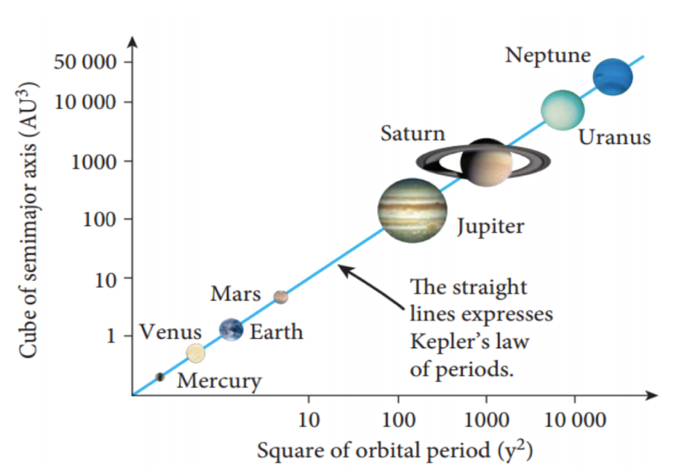 Cube of semimajor axis (AU³)
50 000
10 000
1000
100
10
1
Neptune
Uranus
Saturn
Jupiter
Mars
Venus
Earth
Mercury
The straight
lines expresses
Kepler's law
of periods.
10
100
1000
10 000
Square of orbital period (y²)